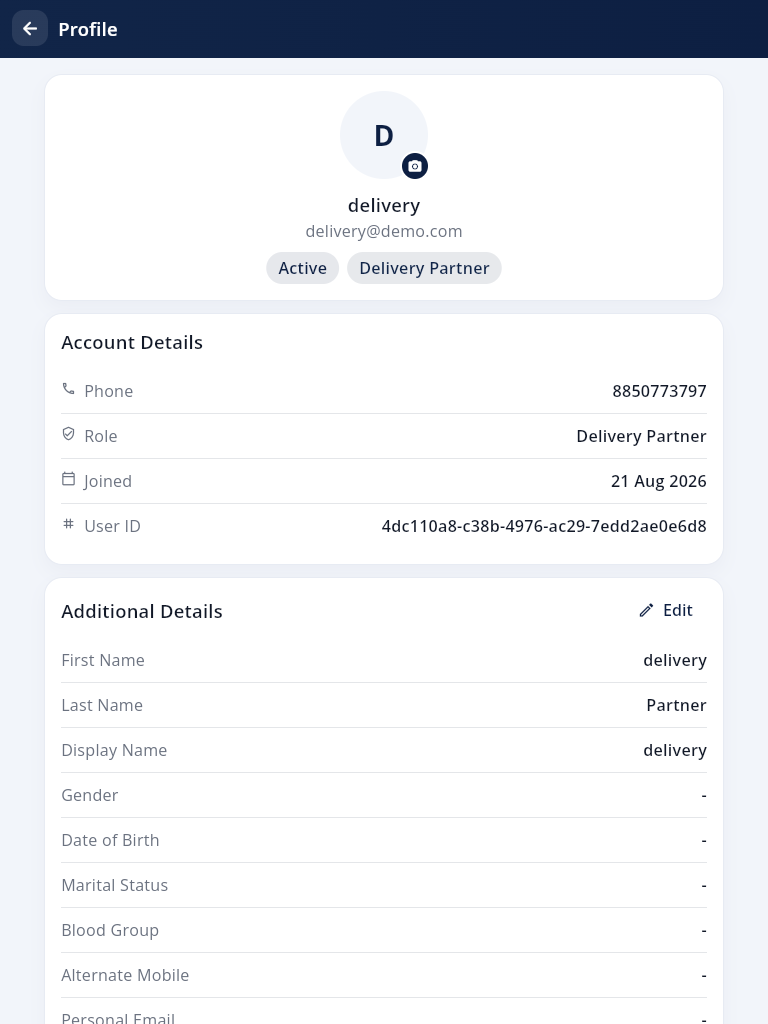 Profile
D
delivery
delivery@demo.com
Active Delivery Partner
Account Details
Phone 8850773797
Role Delivery Partner
Joined 21 Aug 2026
User ID 4dc110a8-c38b-4976-ac29-7edd2ae0e6d8
Additional Details Edit
First Name delivery
Last Name Partner
Display Name delivery
Gender -
Date of Birth -
Marital Status -
Blood Group -
Alternate Mobile -
Personal Email -